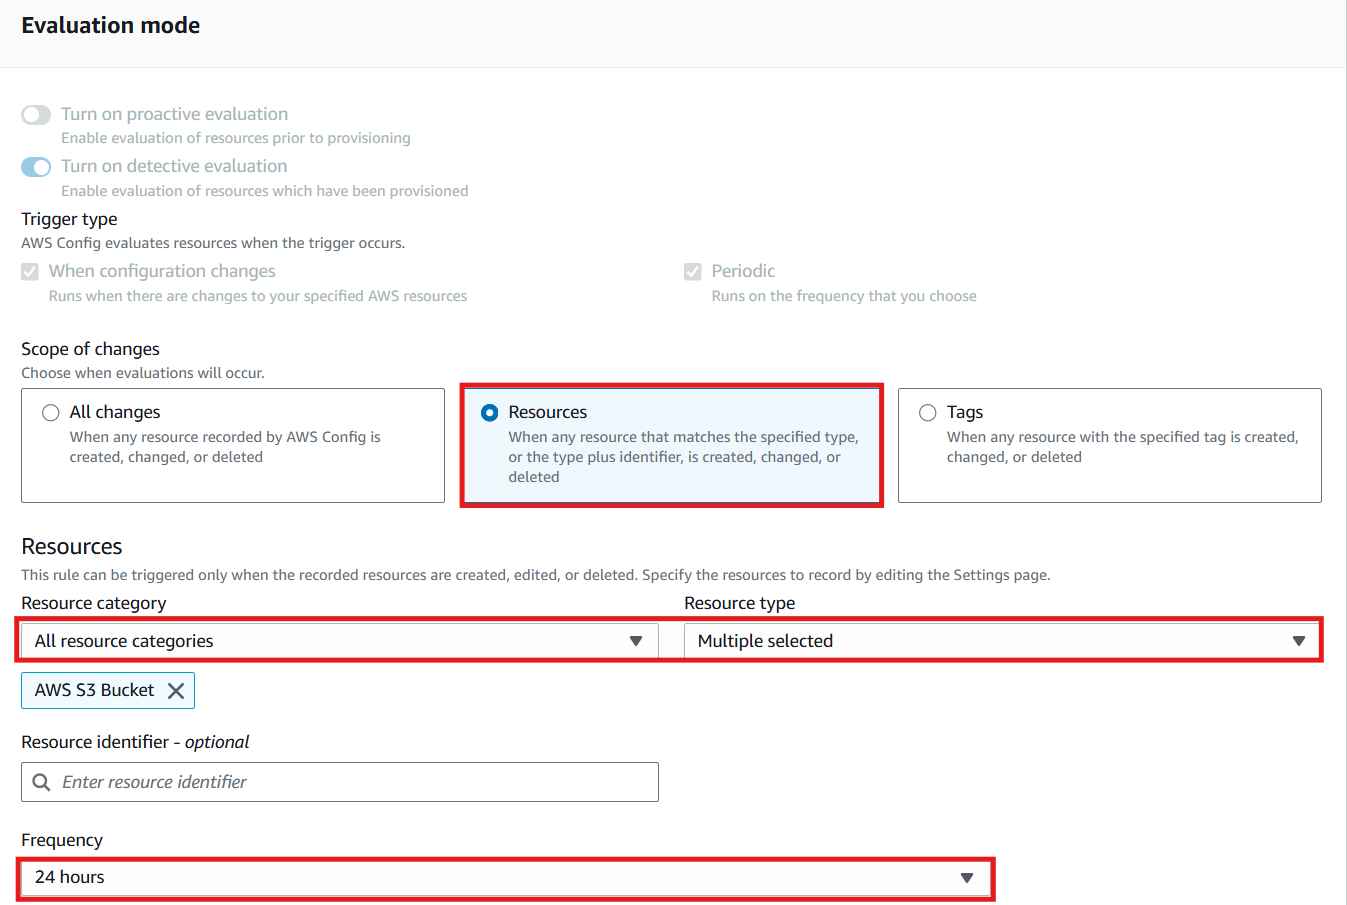 Evaluation mode
Turn on proactive evaluation
Enable evaluation of resources prior to provisioning
Turn on detective evaluation
Enable evaluation of resources which have been provisioned
Trigger type
AWS Config evaluates resources when the trigger occurs.
When configuration changes
Runs when there are changes to your specified AWS resources
Periodic
Runs on the frequency that you choose
Scope of changes
Choose when evaluations will occur.
All changes
When any resource recorded by AWS Config is
created, changed, or deleted
Resources
When any resource that matches the specified type,
or the type plus identifier, is created, changed, or
deleted
Tags
When any resource with the specified tag is created,
changed, or deleted
Resources
This rule can be triggered only when the recorded resources are created, edited, or deleted. Specify the resources to record by editing the Settings page.
Resource category
All resource categories
Resource type
Multiple selected
AWS S3 Bucket
Resource identifier - optional
Enter resource identifier
Frequency
24 hours